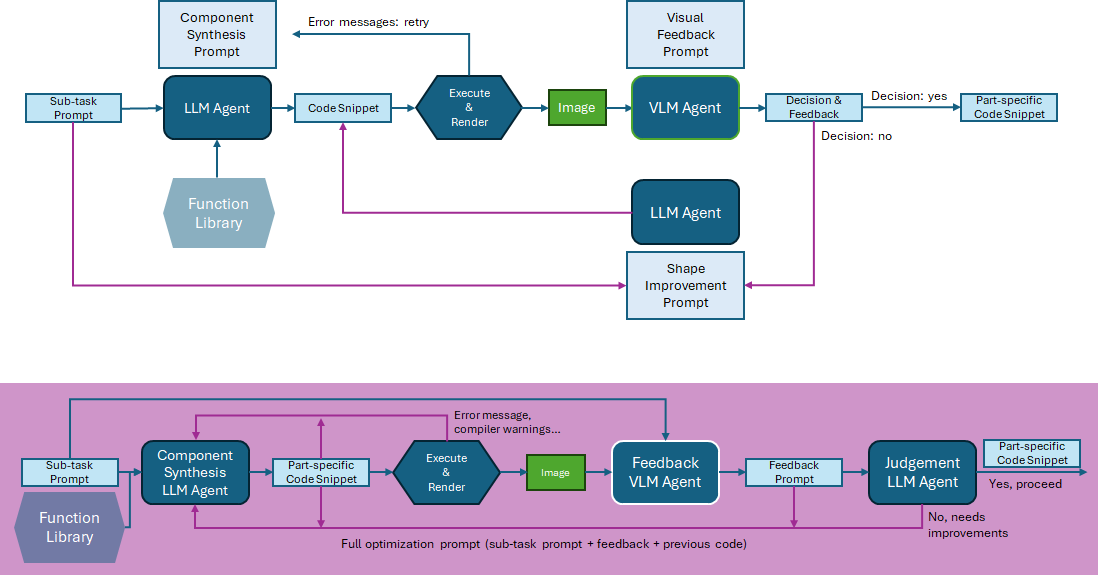 Component
Synthesis
Prompt
Error messages: retry
Visual
Feedback
Prompt
Sub-task
Prompt
LLM Agent
Code Snippet
Execute
&
Render
Image
VLM Agent
Decision &
Feedback
Decision: yes
Part-specific
Code Snippet
Decision: no
Function
Library
LLM Agent
Shape
Improvement
Prompt
Error message,
compiler warnings...
Sub-task
Prompt
Component
Synthesis
LLM Agent
Part-specific
Code Snippet
Execute
&
Render
Image
Feedback
VLM Agent
Feedback
Prompt
Judgement
LLM Agent
Part-specific
Code Snippet
Yes, proceed
Function
Library
No, needs
improvements
Full optimization prompt (sub-task prompt + feedback + previous code)